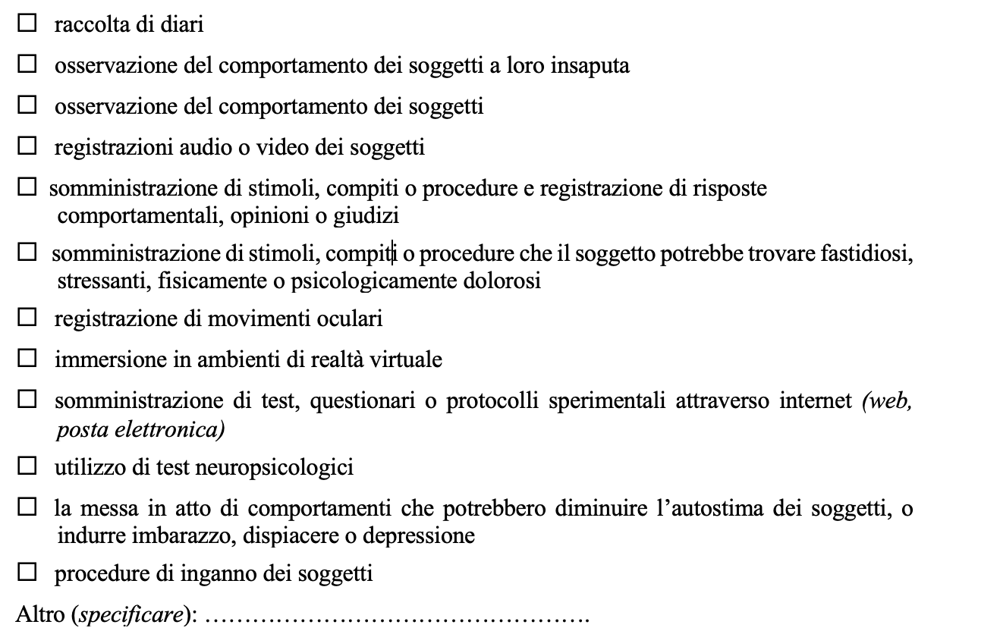 ☐ raccolta di diari
☐ osservazione del comportamento dei soggetti a loro insaputa
☐ osservazione del comportamento dei soggetti
☐ registrazioni audio o video dei soggetti
☐ somministrazione di stimoli, compiti o procedure e registrazione di risposte
comportamentali, opinioni o giudizi
☐ somministrazione di stimoli, compiti o procedure che il soggetto potrebbe trovare fastidiosi,
stressanti, fisicamente o psicologicamente dolorosi
☐ registrazione di movimenti oculari
☐ immersione in ambienti di realtà virtuale
☐ somministrazione di test, questionari o protocolli sperimentali attraverso internet (web,
posta elettronica)
☐ utilizzo di test neuropsicologici
☐ la messa in atto di comportamenti che potrebbero diminuire l’autostima dei soggetti, o
indurre imbarazzo, dispiacere o depressione
☐ procedure di inganno dei soggetti
Altro (specificare): ……………………………………………….